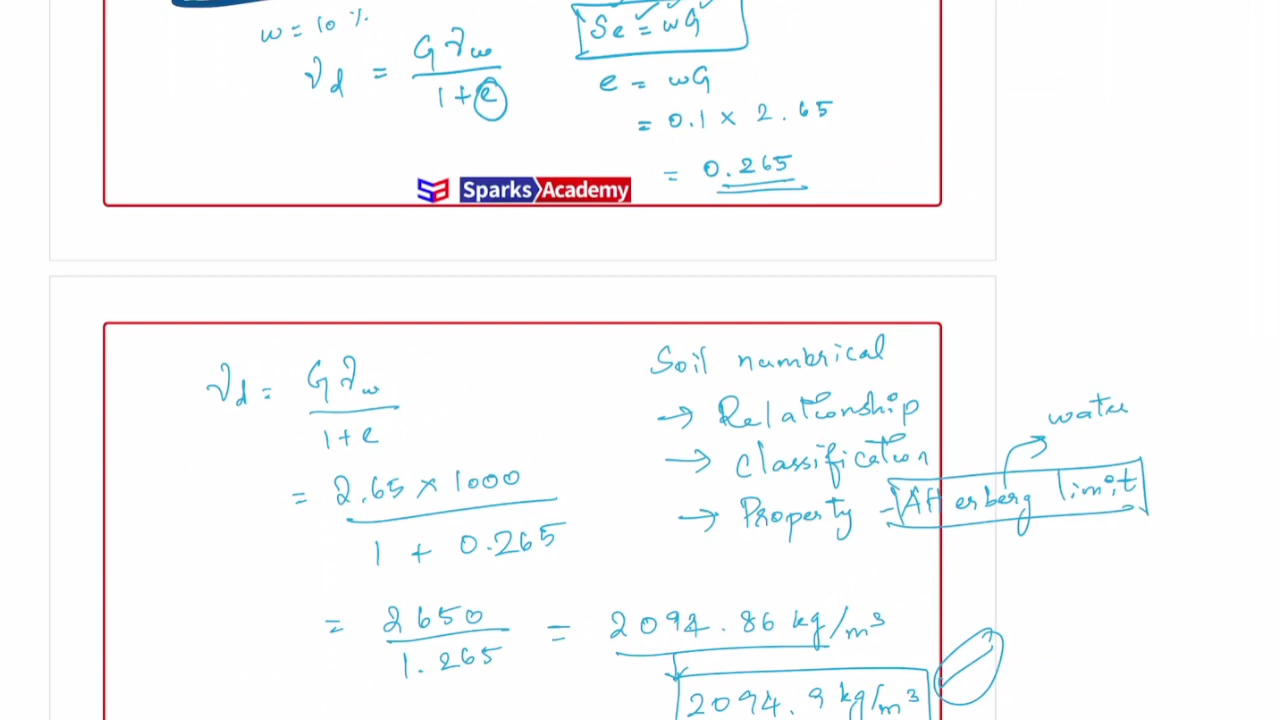 w = 10 %
γd = Gγw / 1+e
Se = wG
e = wG
= 0.1 × 2.65
= 0.265
Sparks Academy
γd = Gγw / 1+e
= 2.65 × 1000 / 1 + 0.265
= 2650 / 1.265 = 2094.86 kg/m³
2094.9 kg/m³
Soil numerical
→ Relationship
→ Classification
→ Property - Atterberg limit
water